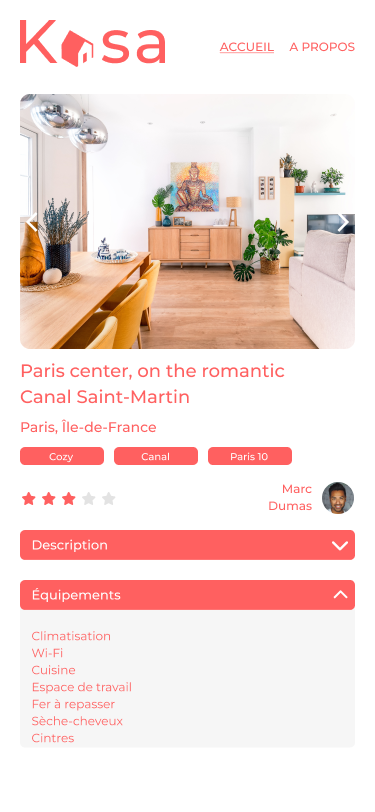 Kasa
ACCUEIL A PROPOS
Paris center, on the romantic
Canal Saint-Martin
Paris, Île-de-France
Cozy Canal Paris 10
Marc
Dumas
Description
Équipements
Climatisation
Wi-Fi
Cuisine
Espace de travail
Fer à repasser
Sèche-cheveux
Cintres